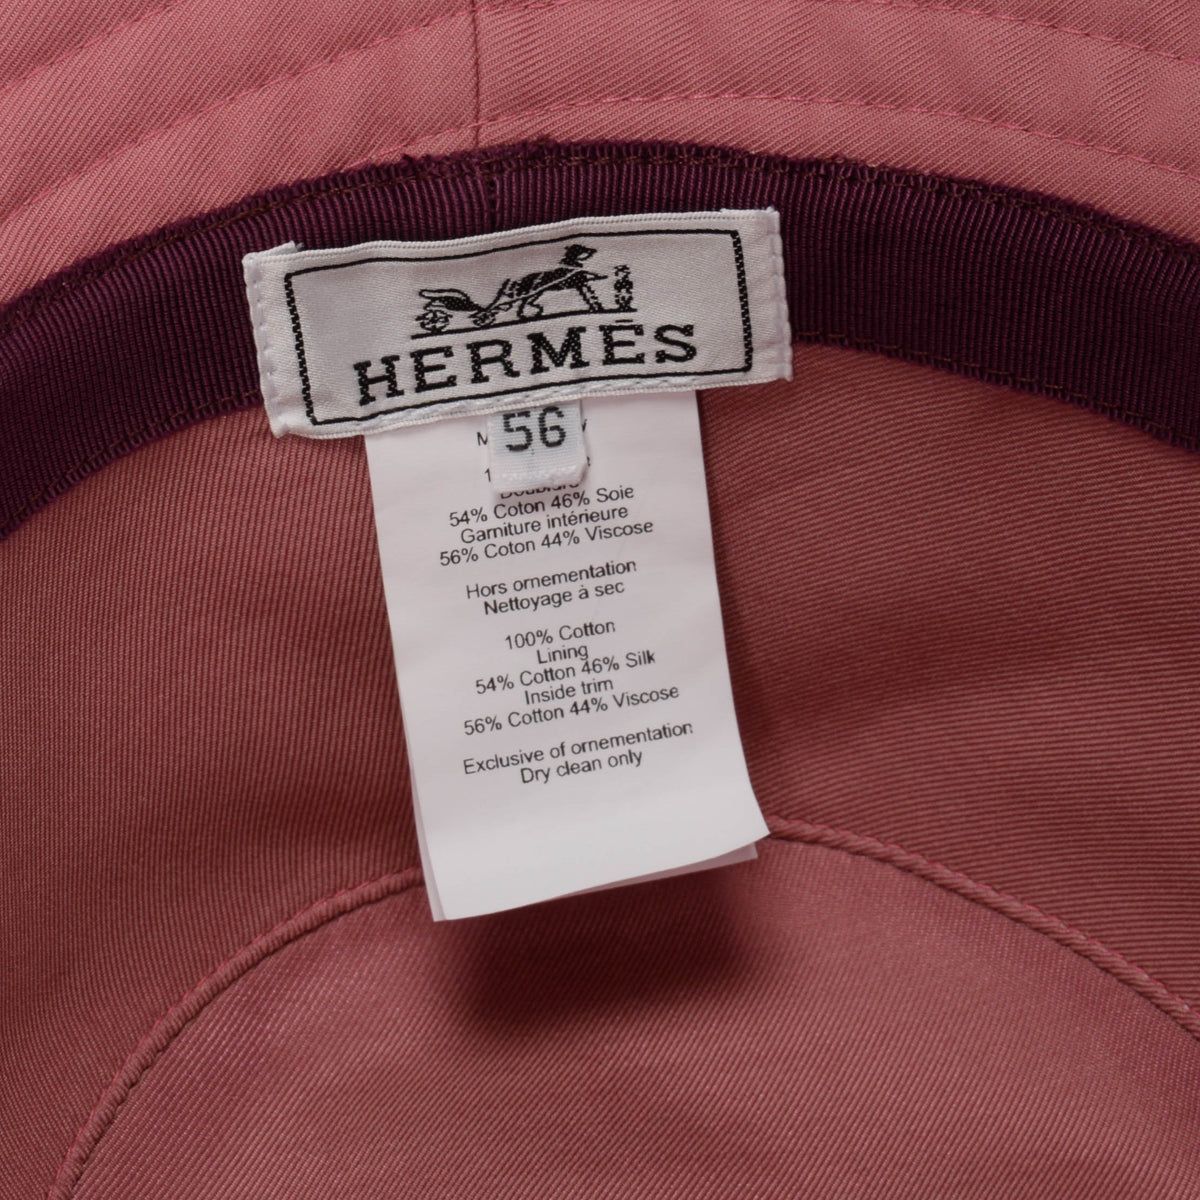 HERMÈS
56
Doublure
54% Coton 46% Soie
Garniture intérieure
56% Coton 44% Viscose
Hors ornementation
Nettoyage à sec
100% Cotton
Lining
54% Cotton 46% Silk
Inside trim
56% Cotton 44% Viscose
Exclusive of ornementation
Dry clean only